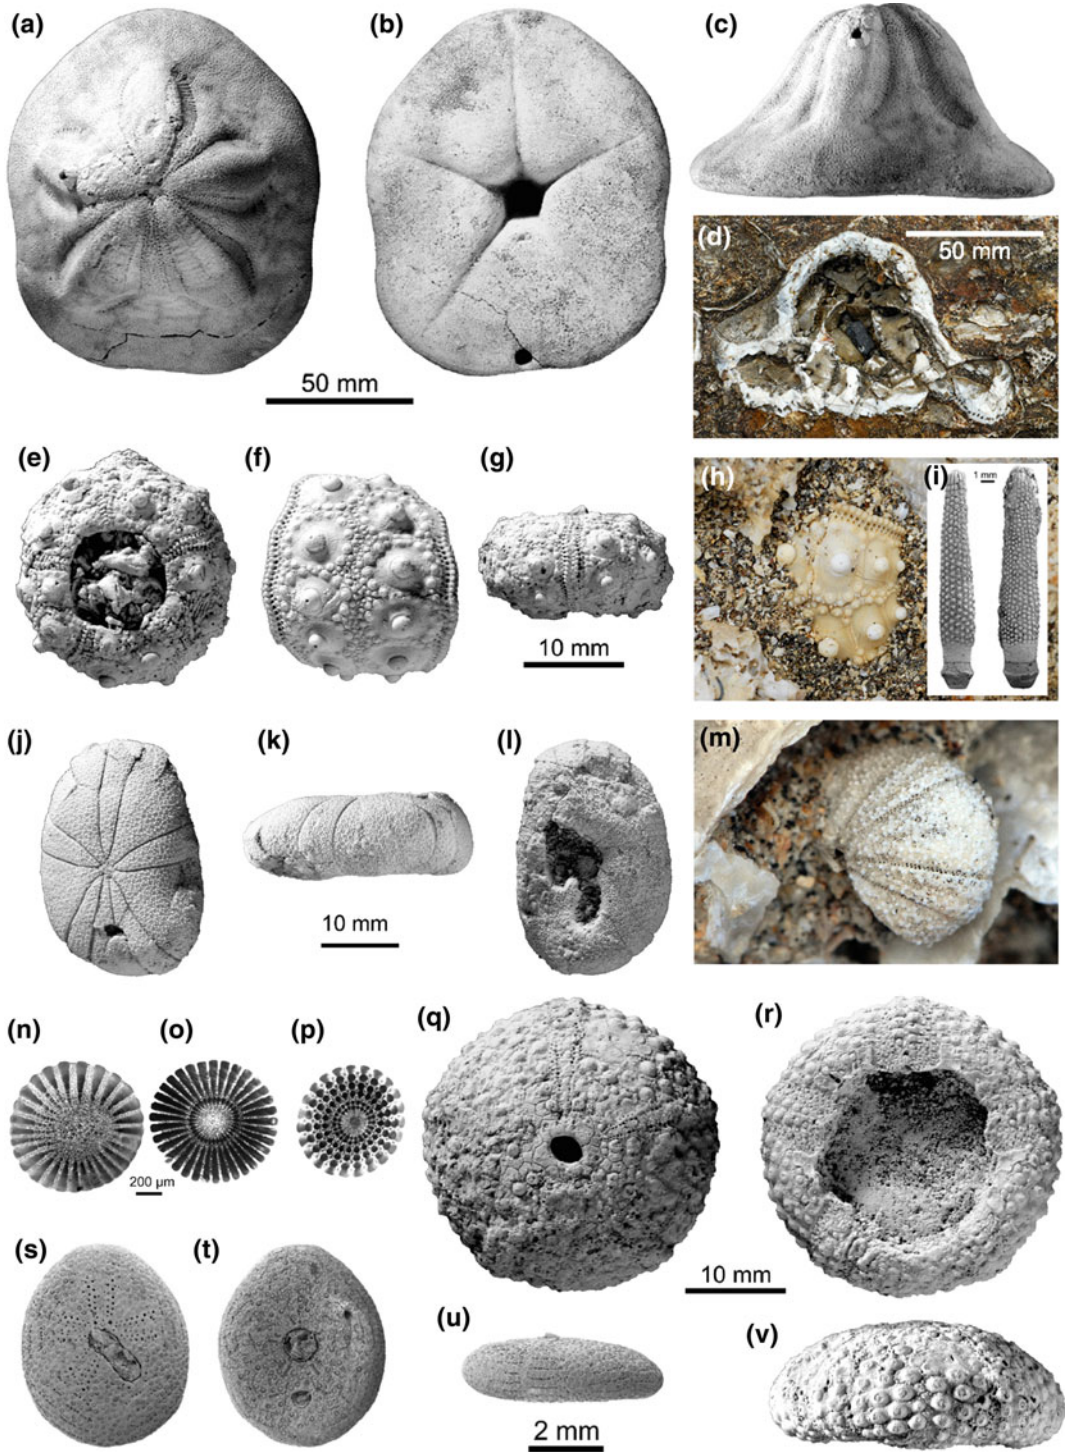 (a)
(b)
(c)
(d)
50 mm
50 mm
(e)
(f)
(g)
(h)
(i)
1 mm
10 mm
(j)
(k)
(l)
(m)
10 mm
(n)
(o)
(p)
(q)
(r)
200 µm
(s)
(t)
10 mm
(u)
(v)
2 mm